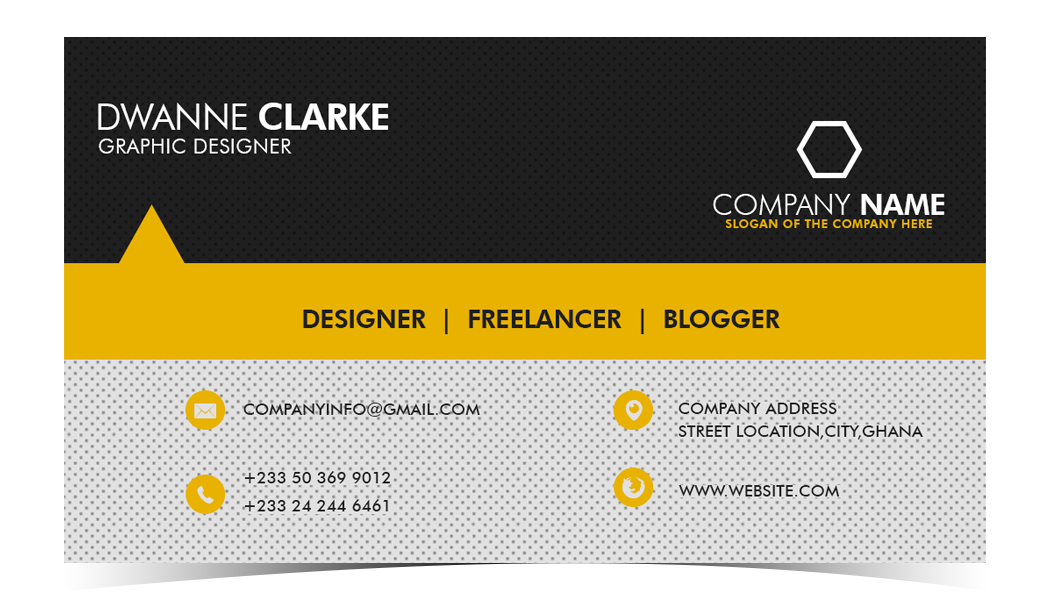 DWANNE CLARKE
GRAPHIC DESIGNER
COMPANY NAME
SLOGAN OF THE COMPANY HERE
DESIGNER | FREELANCER | BLOGGER
COMPANYINFO@GMAIL.COM
+233 50 369 9012
+233 24 244 6461
COMPANY ADDRESS
STREET LOCATION,CITY,GHANA
WWW.WEBSITE.COM